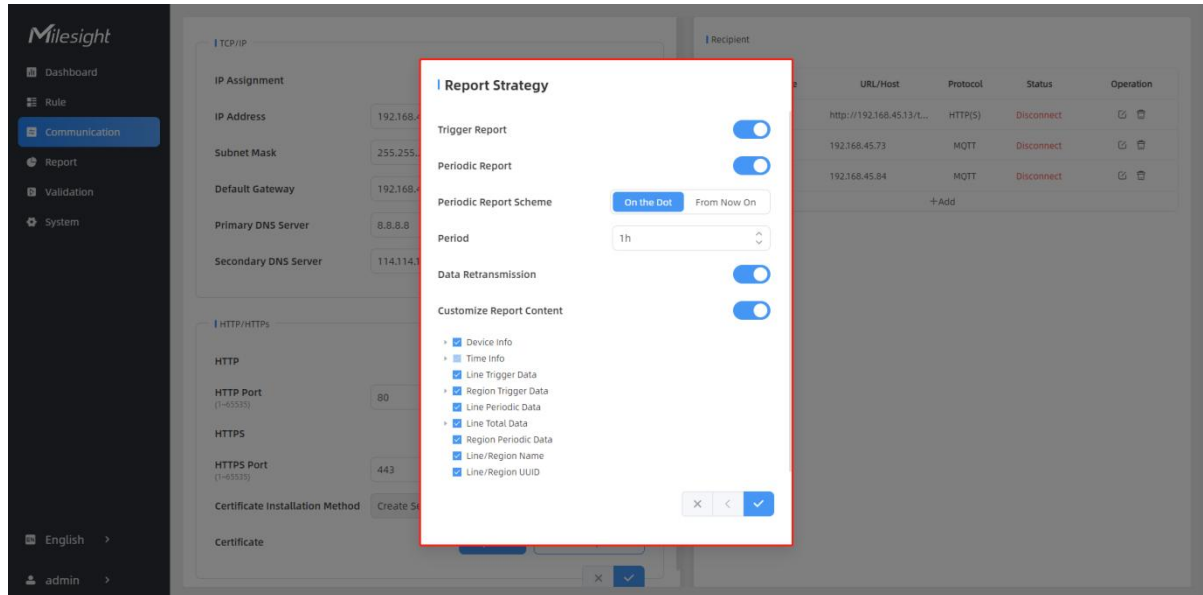 Milesight
Dashboard
Rule
Communication
Report
Validation
System
English
admin
TCP/IP
IP Assignment
IP Address 192.168.
Subnet Mask 255.255.
Default Gateway 192.168.
Primary DNS Server 8.8.8.8
Secondary DNS Server 114.114.1
HTTP/HTTPs
HTTP
HTTP Port 80
(1~65535)
HTTPS
HTTPS Port 443
(1~65535)
Certificate Installation Method Create Se
Certificate
Report Strategy
Trigger Report
Periodic Report
Periodic Report Scheme On the Dot From Now On
Period 1h
Data Retransmission
Customize Report Content
Device Info
Time Info
Line Trigger Data
Region Trigger Data
Line Periodic Data
Line Total Data
Region Periodic Data
Line/Region Name
Line/Region UUID
Recipient
URL/Host Protocol Status Operation
http://192.168.45.13/t... HTTP(S) Disconnect
192.168.45.73 MQTT Disconnect
192.168.45.84 MQTT Disconnect
+Add